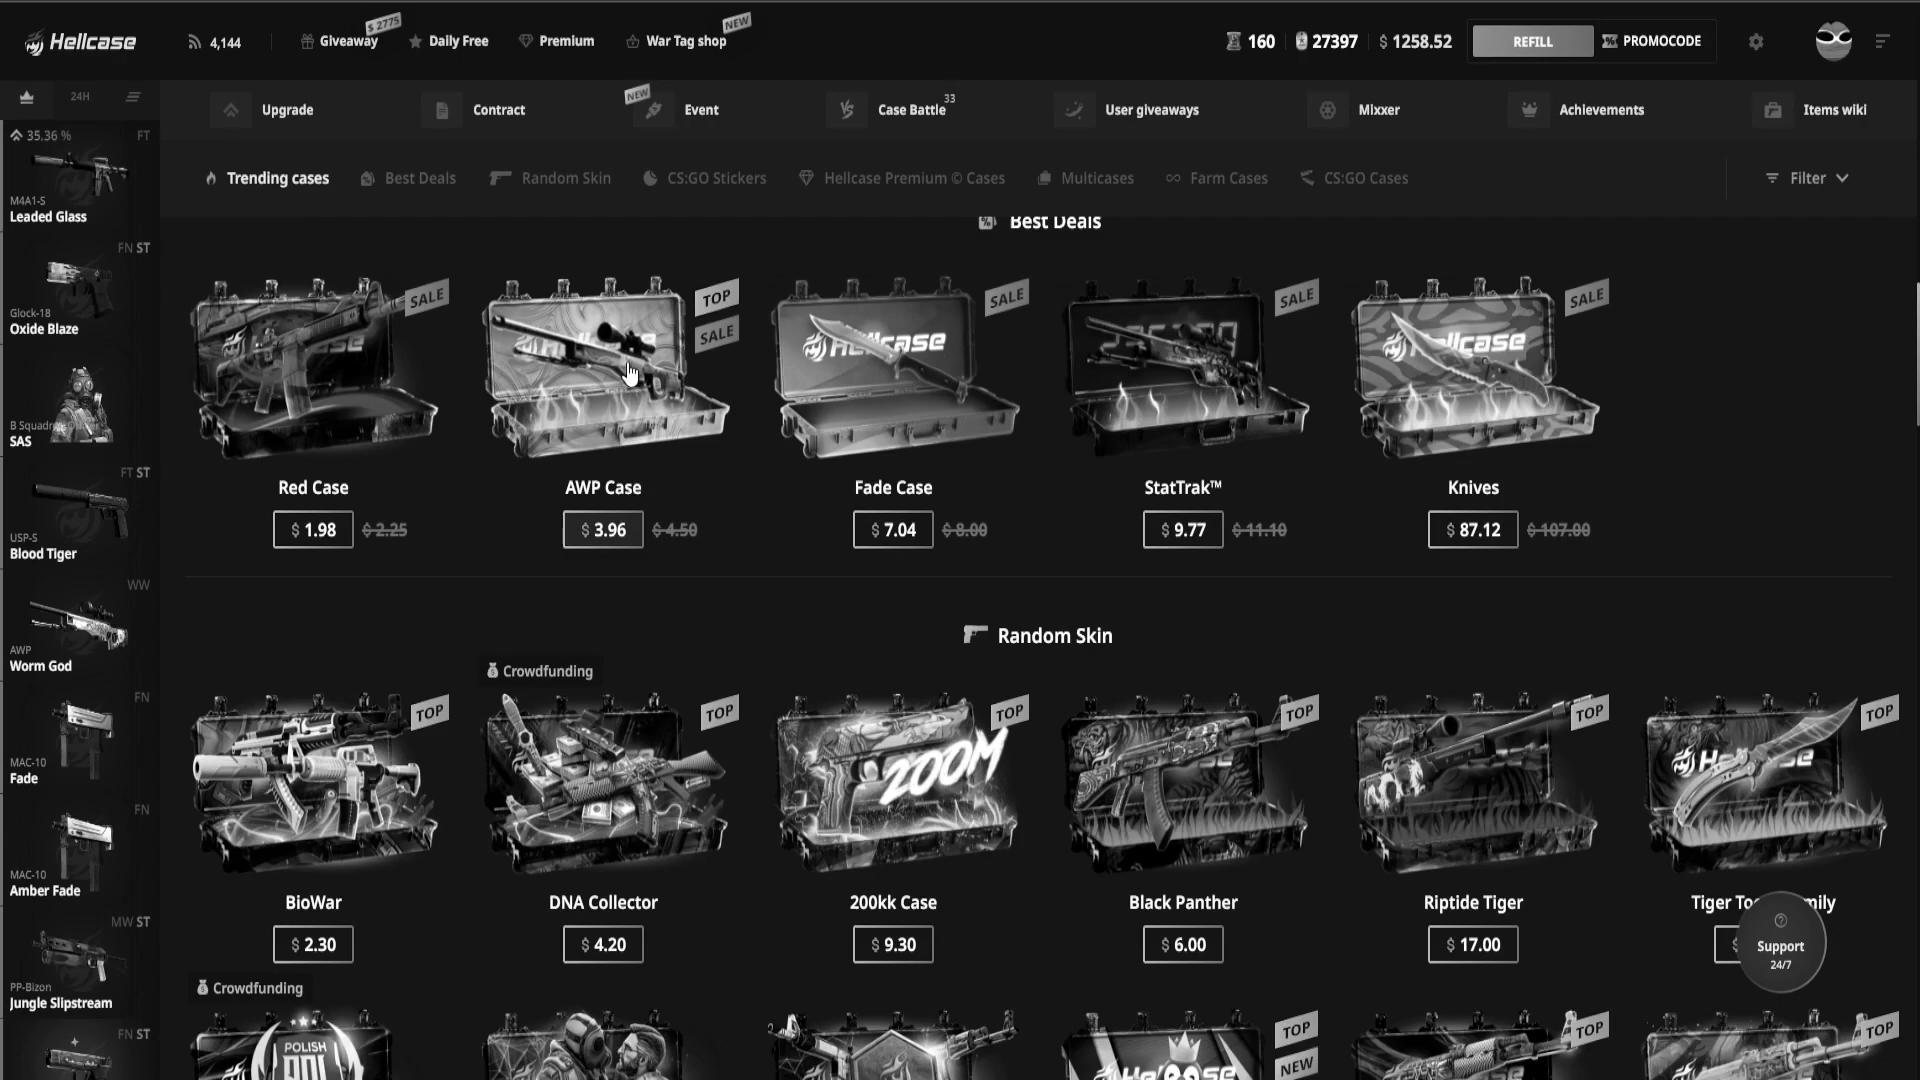 Hellcase
4,144
Giveaway
$ 2775
Daily Free
Premium
War Tag shop
NEW
160
27397
$ 1258.52
REFILL
PROMOCODE
24H
Upgrade
Contract
NEW
Event
Case Battle
33
User giveaways
Mixxer
Achievements
Items wiki
Trending cases
Best Deals
Random Skin
CS:GO Stickers
Hellcase Premium © Cases
Multicases
Farm Cases
CS:GO Cases
Filter
35.36 %
FT
M4A1-S
Leaded Glass
FN ST
Glock-18
Oxide Blaze
B Squadron
SAS
FT ST
USP-S
Blood Tiger
WW
AWP
Worm God
FN
MAC-10
Fade
FN
MAC-10
Amber Fade
MW ST
PP-Bizon
Jungle Slipstream
FN ST
Best Deals
SALE
Red Case
$ 1.98
$ 2.25
TOP
SALE
AWP Case
$ 3.96
$ 4.50
SALE
Hellcase
Fade Case
$ 7.04
$ 8.00
SALE
StatTrak™
$ 9.77
$ 11.10
SALE
Hellcase
Knives
$ 87.12
$ 107.00
Random Skin
TOP
BioWar
$ 2.30
Crowdfunding
TOP
DNA Collector
$ 4.20
TOP
200M
200kk Case
$ 9.30
TOP
Black Panther
$ 6.00
TOP
Riptide Tiger
$ 17.00
TOP
Tiger
$
Support
24/7
Crowdfunding
POLISH
TOP
NEW
TOP
TOP